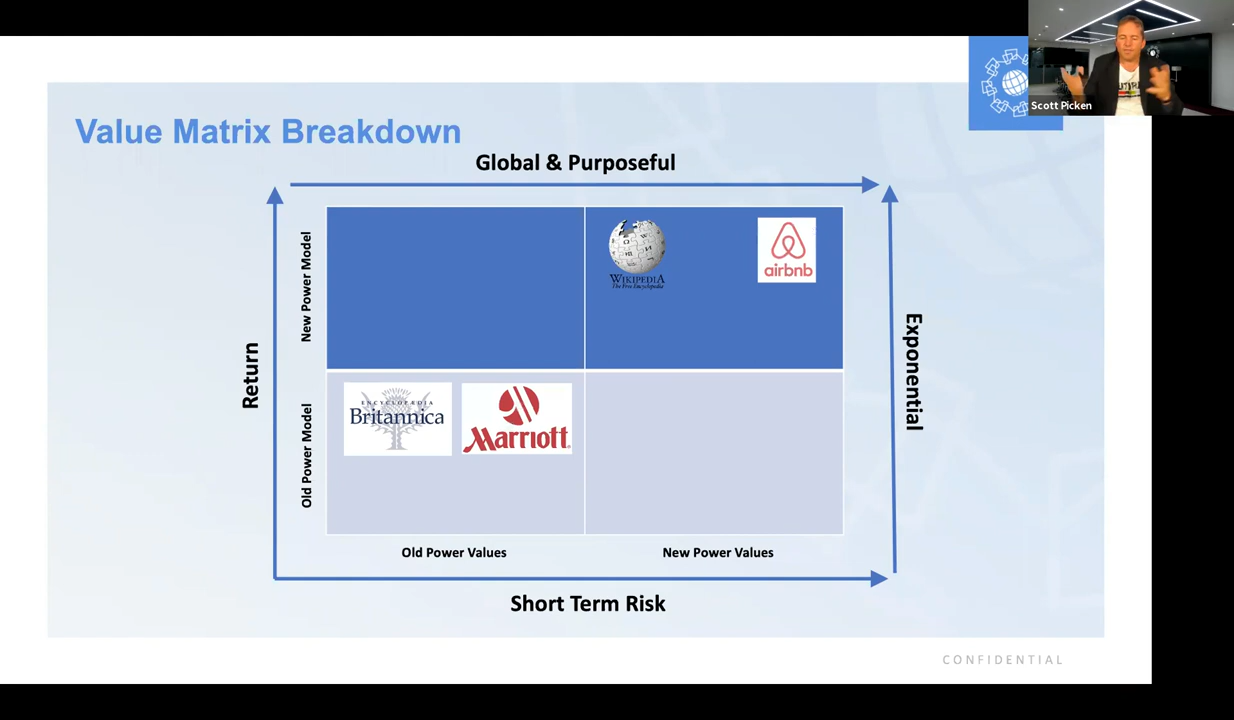 Value Matrix Breakdown
Scott Picken
Global & Purposeful
New Power Model
WIKIPEDIA
The Free Encyclopedia
airbnb
Return
Exponential
Old Power Model
ENCYCLOPÆDIA
Britannica
Marriott
Old Power Values
New Power Values
Short Term Risk
CONFIDENTIAL